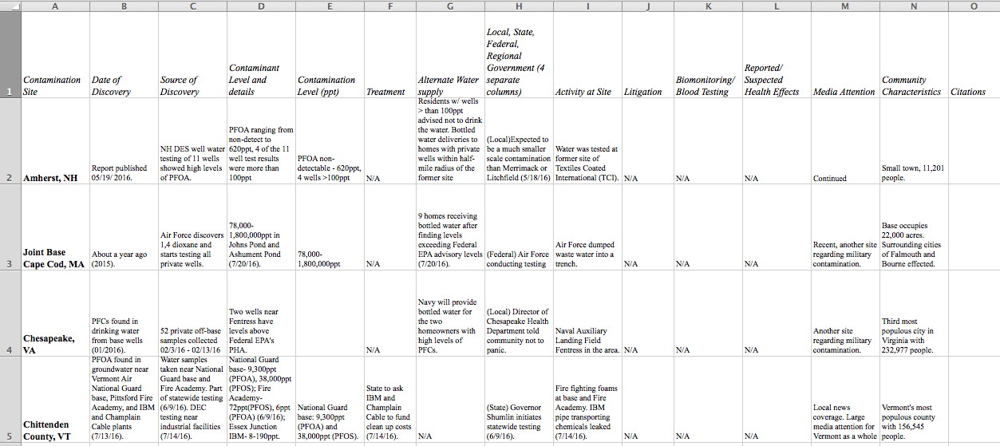 A B C D E F G H I J K L M N O
1
Contamination
Site
Date of
Discovery
Source of
Discovery
Contaminant
Level and
details
Contamination
Level (ppt)
Treatment
Alternate Water
supply
Local, State,
Federal,
Regional
Government (4
separate
columns)
Activity at Site
Litigation
Biomonitoring/
Blood Testing
Reported/
Suspected
Health Effects
Media Attention
Community
Characteristics
Citations
2
Amherst, NH
Report published
05/19/ 2016.
NH DES well water
testing of 11 wells
showed high levels
of PFOA.
PFOA ranging from
non-detect to
620ppt, 4 of the 11
well test results
were more than
100ppt
PFOA non-
detectable - 620ppt,
4 wells >100ppt
N/A
Residents w/ wells
> than 100ppt
advised not to drink
the water. Bottled
water deliveries to
homes with private
wells within half-
mile radius of the
former site
(Local)Expected to
be a much smaller
scale contamination
than Merrimack or
Litchfield (5/18/16)
Water was tested at
former site of
Textiles Coated
International (TCI).
N/A
N/A
N/A
Continued
Small town, 11,201
people.
3
Joint Base
Cape Cod, MA
About a year ago
(2015).
Air Force discovers
1,4 dioxane and
starts testing all
private wells.
78,000-
1,800,000ppt in
Johns Pond and
Ashument Pond
(7/20/16).
78,000-
1,800,000ppt
N/A
9 homes receiving
bottled water after
finding levels
exceeding Federal
EPA advisory levels
(7/20/16).
(Federal) Air Force
conducting testing
Air Force dumped
waste water into a
trench.
N/A
N/A
N/A
Recent, another site
regarding military
contamination.
Base occupies
22,000 acres.
Surrounding cities
of Falmouth and
Bourne effected.
4
Chesapeake,
VA
PFCs found in
drinking water
from base wells
(01/2016).
52 private off-base
samples collected
02/3/16 - 02/13/16
Two wells near
Fentress have
levels above
Federal EPA's
PHA.
N/A
Navy will provide
bottled water for
the two
homeowners with
high levels of
PFCs.
(Local) Director of
Chesapeake Health
Department told
community not to
panic.
Naval Auxiliary
Landing Field
Fentress in the area.
N/A
N/A
N/A
Another site
regarding military
contamination.
Third most
populous city in
Virginia with
232,977 people.
5
Chittenden
County, VT
PFOA found in
groundwater near
Vermont Air
National Guard
base, Pittsford Fire
Academy, and IBM
and Champlain
Cable plants
(7/13/16).
Water samples
taken near National
Guard base and
Fire Academy. Part
of statewide testing
(6/9/16). DEC
testing near
industrial facilities
(7/14/16).
National Guard
base- 9,300ppt
(PFOA), 38,000ppt
(PFOS); Fire
Academy-
72ppt(PFOS), 6ppt
(PFOA) (6/9/16);
Essex Junction
IBM- 8-190ppt.
National Guard
base: 9,300ppt
(PFOA) and
38,000ppt (PFOS).
State to ask
IBM and
Champlain
Cable to fund
clean up costs
(7/14/16).
N/A
(State) Governor
Shumlin initiates
statewide testing
(6/9/16).
Fire fighting foams
at base and Fire
Academy. IBM
pipe transporting
chemicals leaked
(7/14/16).
N/A
N/A
N/A
Local news
coverage. Large
media attention for
Vermont as a whole
Vermont's most
populous county
with 156,545
people.